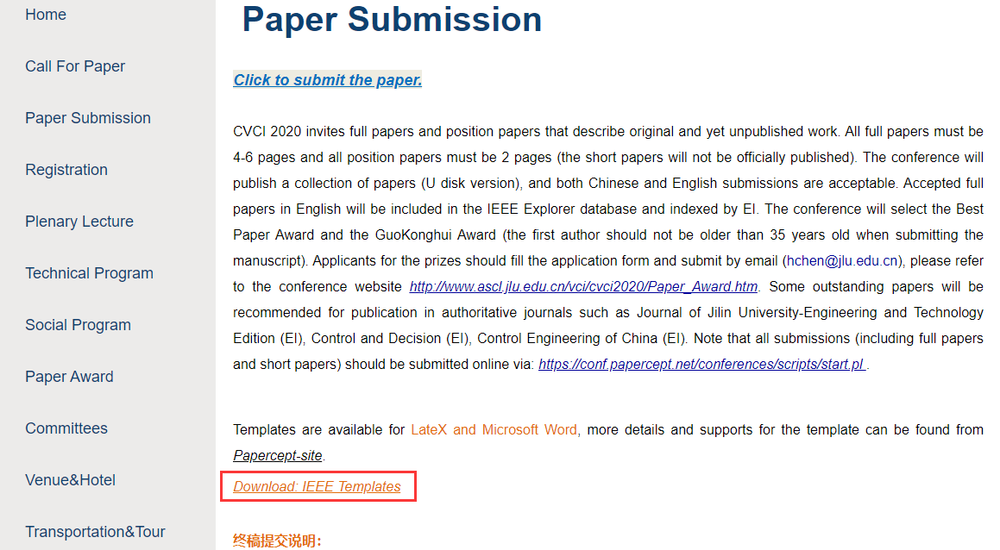 Home
Call For Paper
Paper Submission
Registration
Plenary Lecture
Technical Program
Social Program
Paper Award
Committees
Venue&Hotel
Transportation&Tour
Paper Submission
Click to submit the paper.
CVCI 2020 invites full papers and position papers that describe original and yet unpublished work. All full papers must be
4-6 pages and all position papers must be 2 pages (the short papers will not be officially published). The conference will
publish a collection of papers (U disk version), and both Chinese and English submissions are acceptable. Accepted full
papers in English will be included in the IEEE Explorer database and indexed by EI. The conference will select the Best
Paper Award and the GuoKonghui Award (the first author should not be older than 35 years old when submitting the
manuscript). Applicants for the prizes should fill the application form and submit by email (hchen@jlu.edu.cn), please refer
to the conference website http://www.ascl.jlu.edu.cn/vci/cvci2020/Paper_Award.htm. Some outstanding papers will be
recommended for publication in authoritative journals such as Journal of Jilin University-Engineering and Technology
Edition (EI), Control and Decision (EI), Control Engineering of China (EI). Note that all submissions (including full papers
and short papers) should be submitted online via: https://conf.papercept.net/conferences/scripts/start.pl .
Templates are available for LateX and Microsoft Word, more details and supports for the template can be found from
Papercept-site.
Download: IEEE Templates
终稿提交说明：